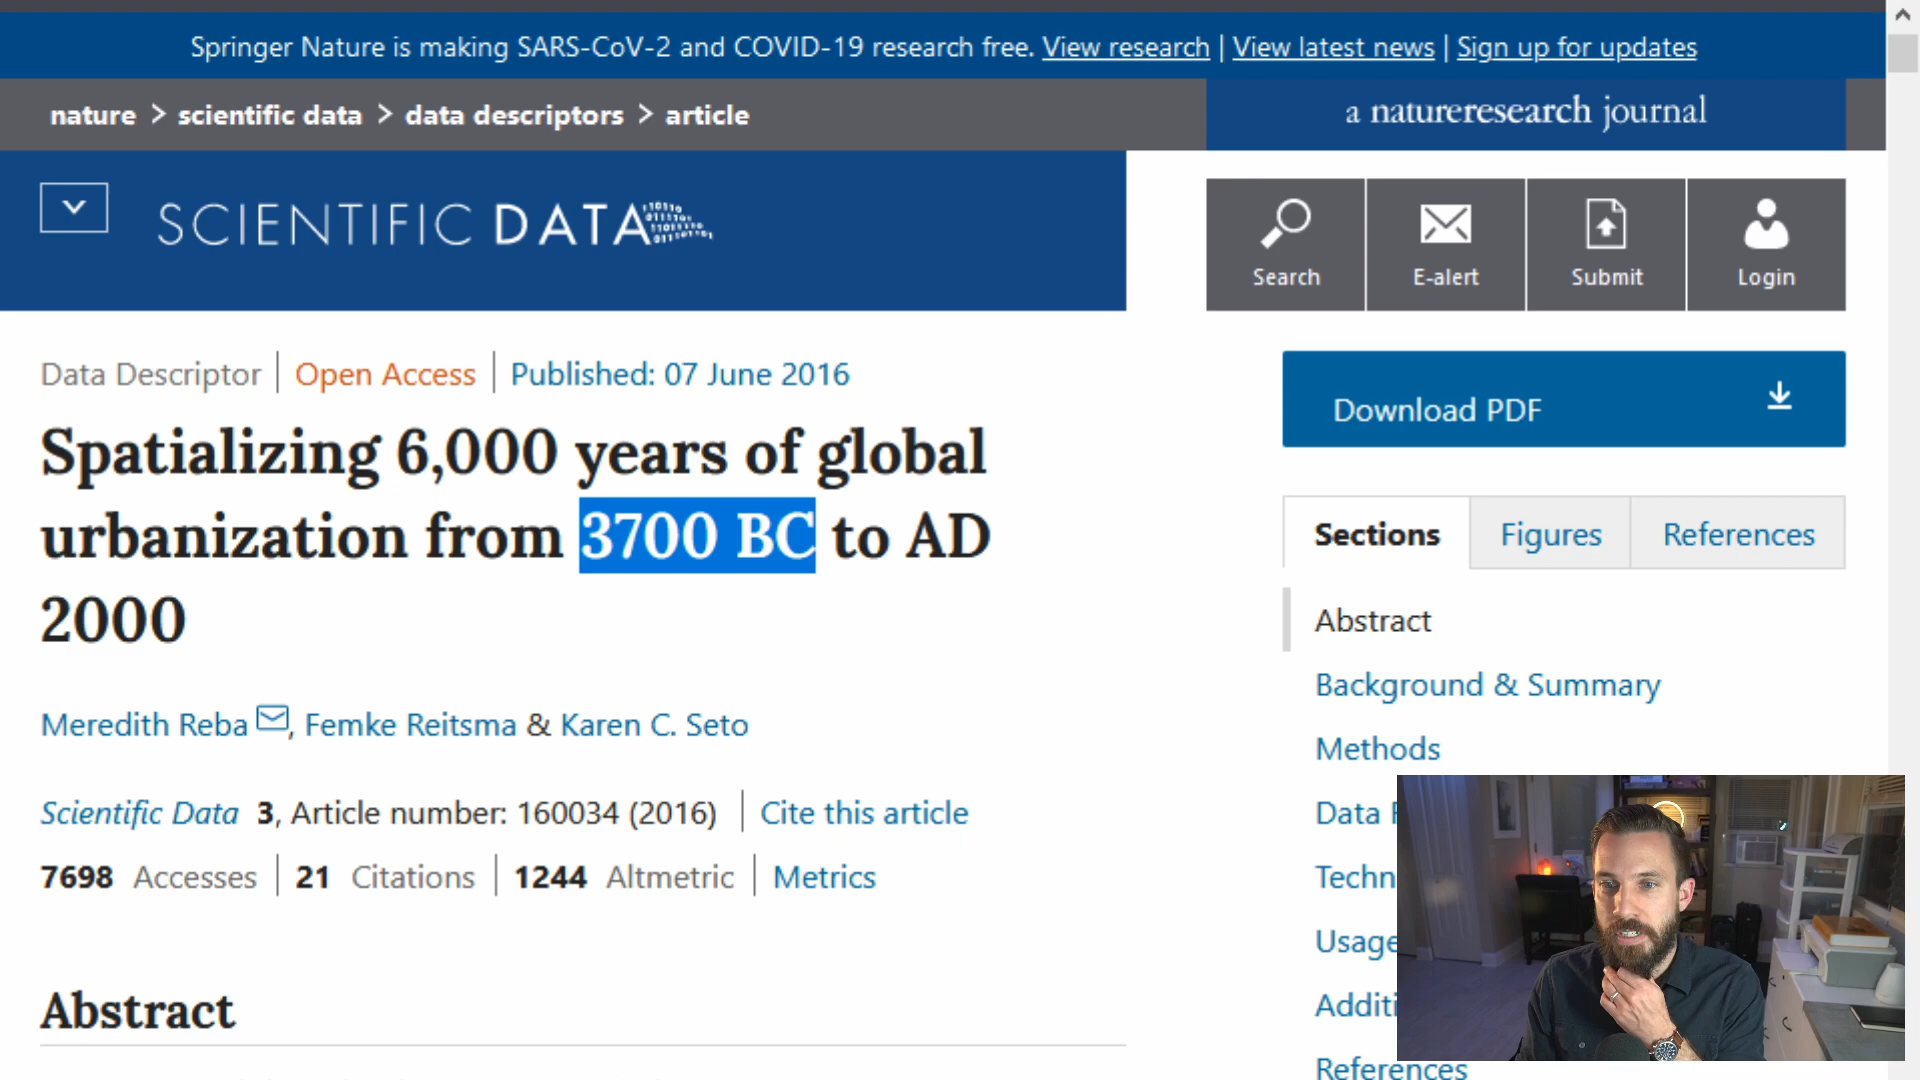 Springer Nature is making SARS-CoV-2 and COVID-19 research free. View research | View latest news | Sign up for updates
nature > scientific data > data descriptors > article
a natureresearch journal
SCIENTIFIC DATA
Search
E-alert
Submit
Login
Data Descriptor | Open Access | Published: 07 June 2016
Spatializing 6,000 years of global
urbanization from 3700 BC to AD
2000
Meredith Reba, Femke Reitsma & Karen C. Seto
Scientific Data 3, Article number: 160034 (2016) | Cite this article
7698 Accesses | 21 Citations | 1244 Altmetric | Metrics
Abstract
Download PDF
Sections
Figures
References
Abstract
Background & Summary
Methods
Data
Techn
Usage
Additi
References